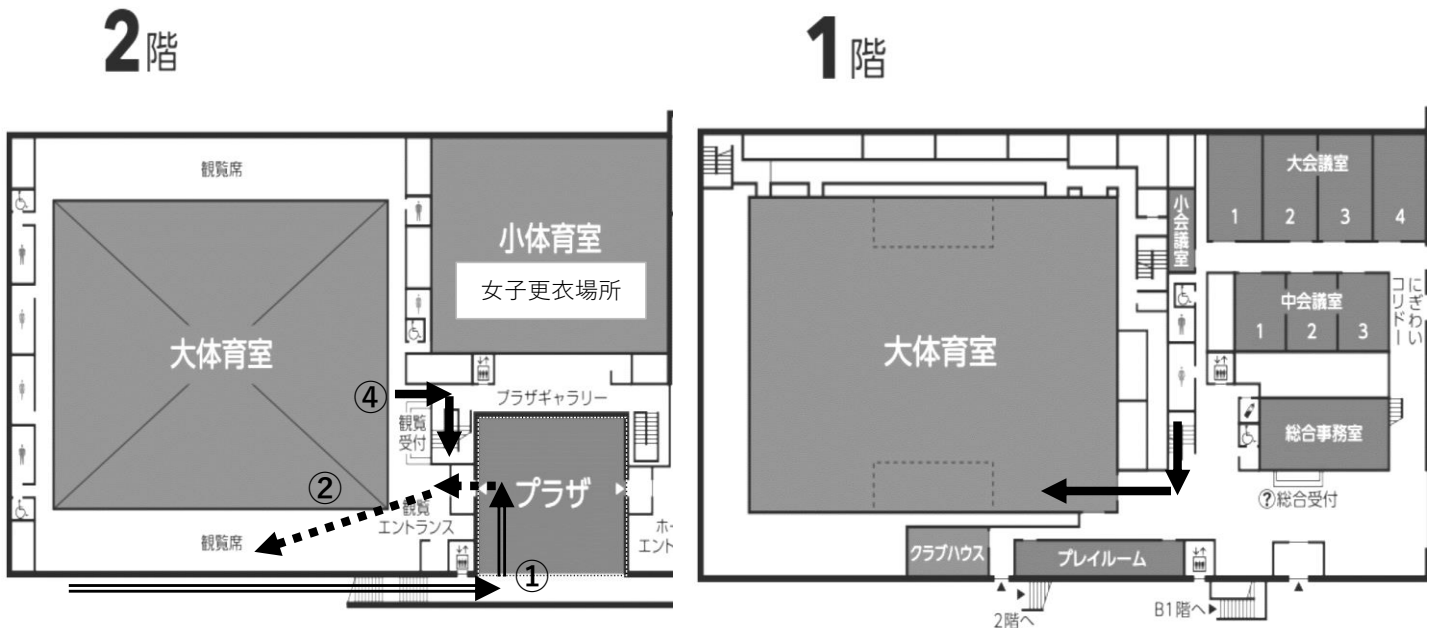 2階
観覧席
小体育室
女子更衣場所
大体育室
④
プラザギャラリー
観覧
受付
②
プラザ
観覧
エントランス
ホー
エント
観覧席
①
1階
大会議室
1
2
3
4
小会議室
中会議室
1
2
3
にぎわい
コリドー
大体育室
総合事務室
?総合受付
クラブハウス
プレイルーム
2階へ
B1階へ